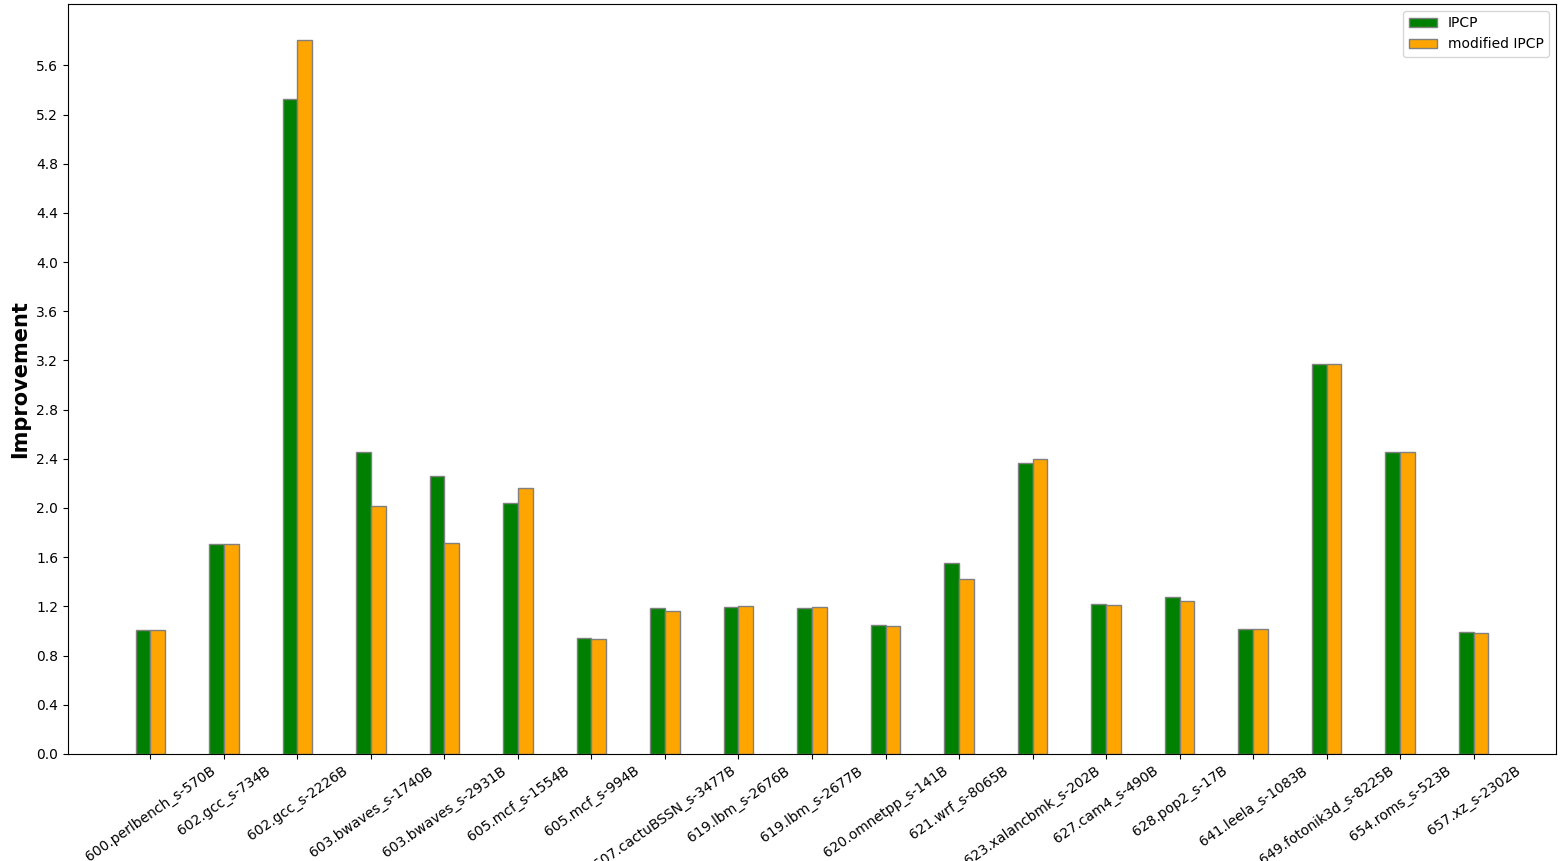 IPCP
modified IPCP
5.6
5.2
4.8
4.4
4.0
3.6
3.2
2.8
2.4
2.0
1.6
1.2
0.8
0.4
0.0
Improvement
600.perlbench_s-570B
602.gcc_s-734B
602.gcc_s-2226B
603.bwaves_s-1740B
603.bwaves_s-2931B
605.mcf_s-1554B
605.mcf_s-994B
607.cactuBSSN_s-3477B
619.lbm_s-2676B
619.lbm_s-2677B
620.omnetpp_s-141B
621.wrf_s-8065B
623.xalancbmk_s-202B
627.cam4_s-490B
628.pop2_s-17B
641.leela_s-1083B
649.fotonik3d_s-8225B
654.roms_s-523B
657.xz_s-2302B